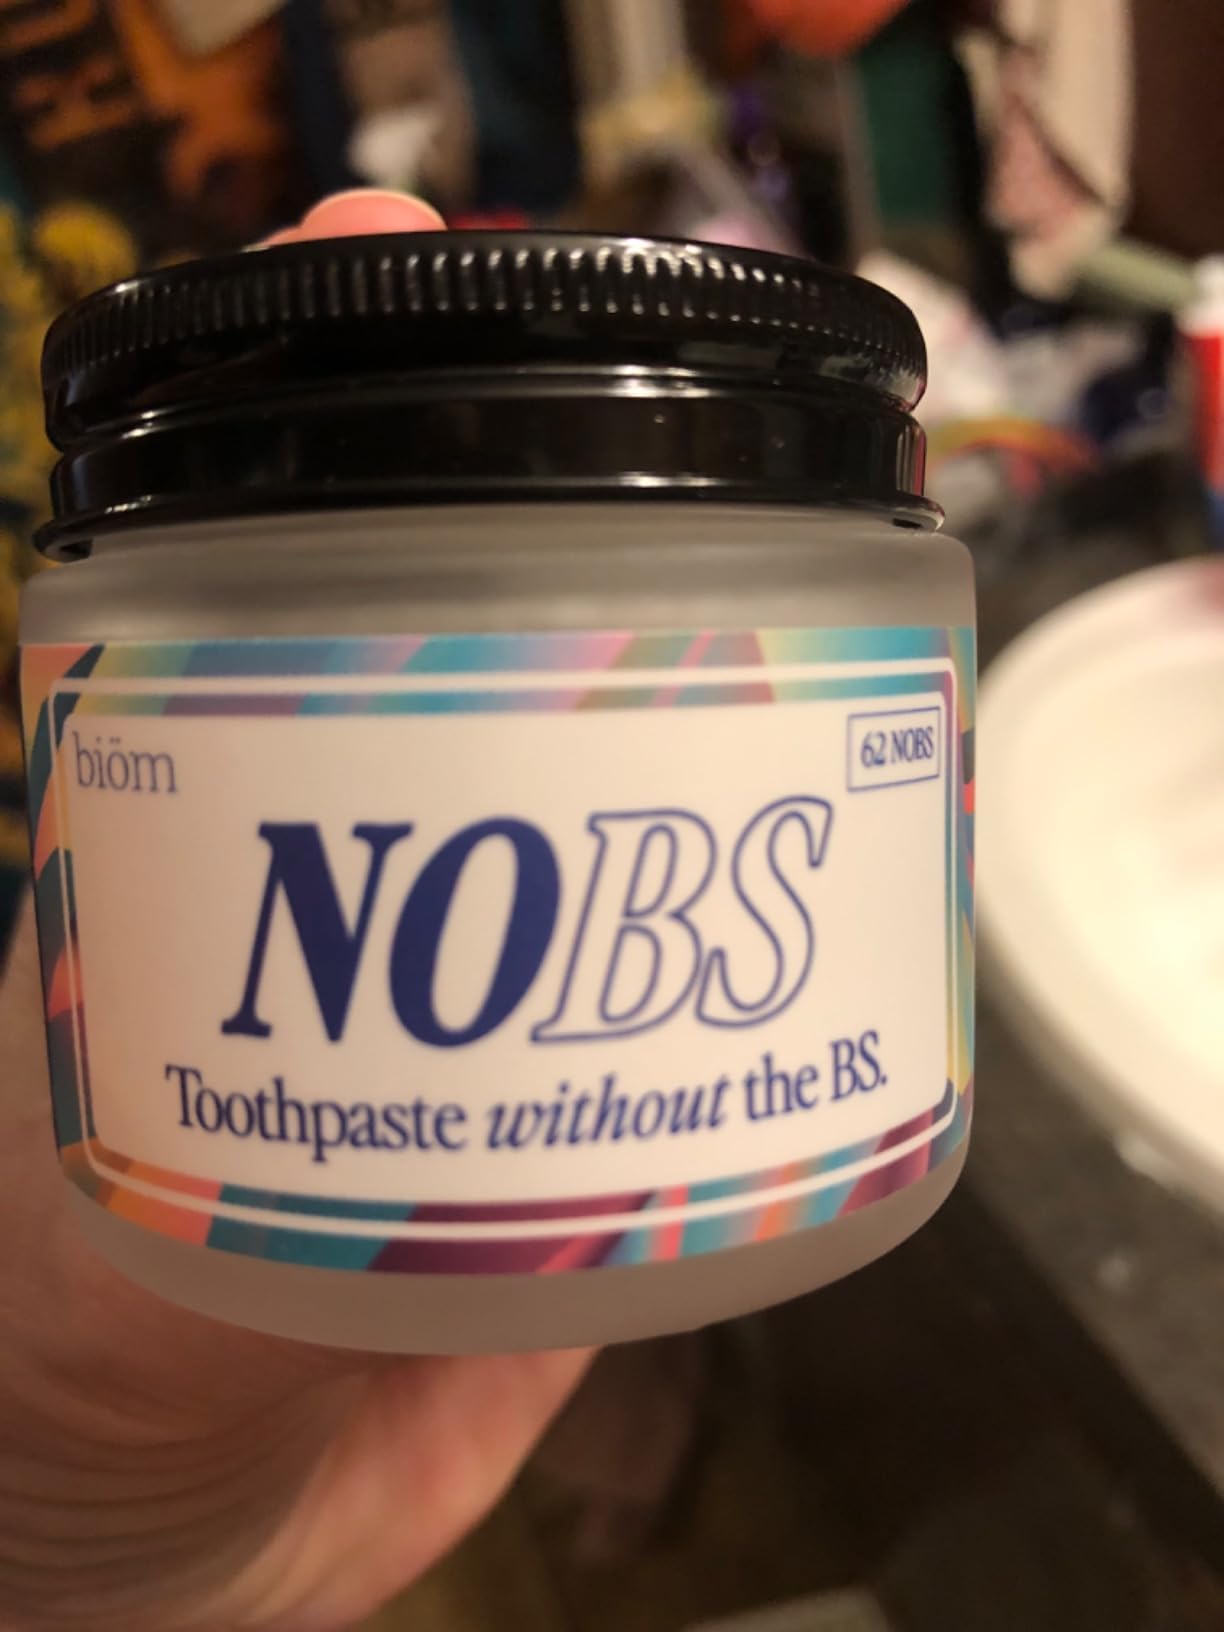 biöm
62 NOBS
NOBS
Toothpaste without the BS.